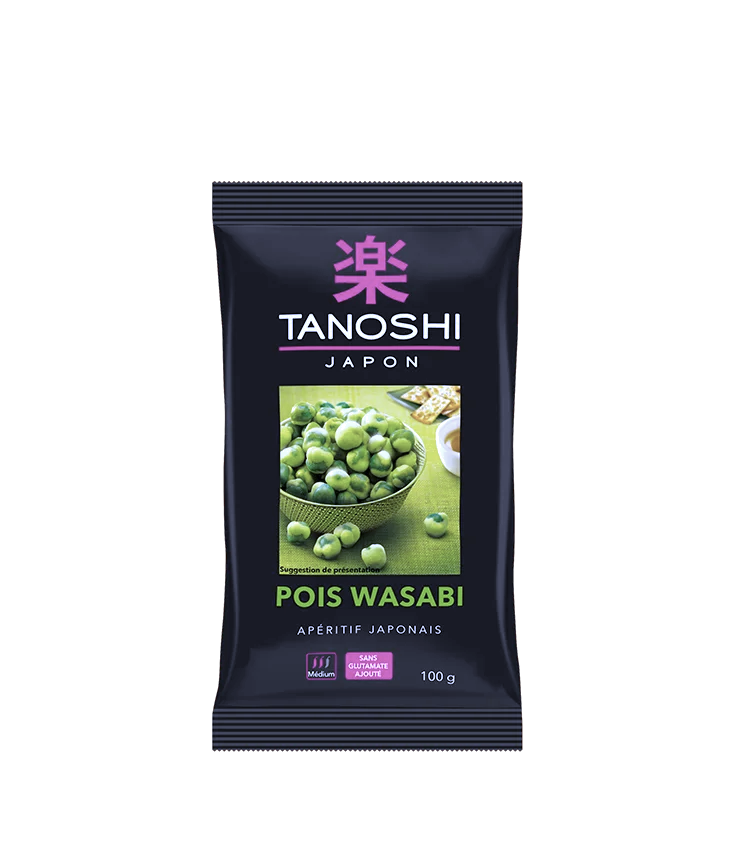 楽
TANOSHI
JAPON
Suggestion de présentation
POIS WASABI
APÉRITIF JAPONAIS
Médium
SANS
GLUTAMATE
AJOUTÉ
100 g